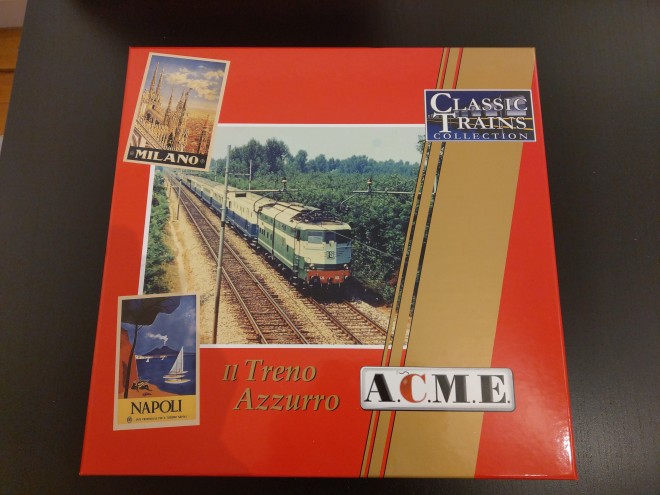 MILANO
CLASSIC
TRAINS
COLLECTION
Il Treno
Azzurro
A.C.M.E.
NAPOLI